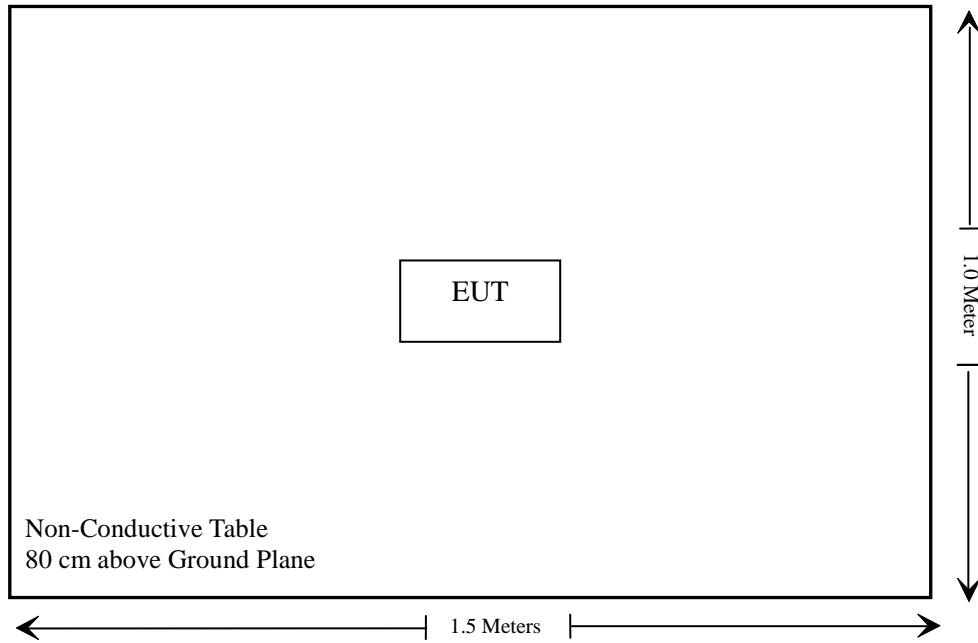 EUT
1.0 Meter
Non-Conductive Table
80 cm above Ground Plane
1.5 Meters